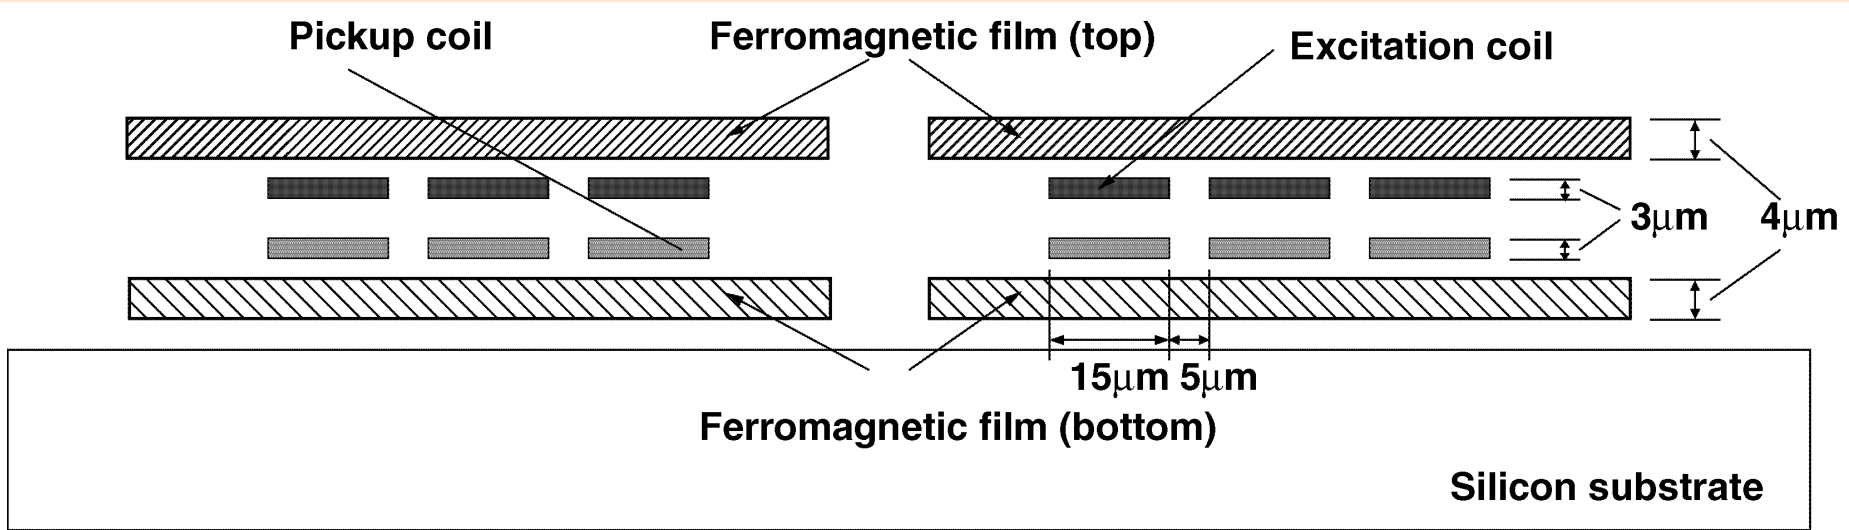 Pickup coil
Ferromagnetic film (top)
Excitation coil
3μm
4μm
15μm
5μm
Ferromagnetic film (bottom)
Silicon substrate